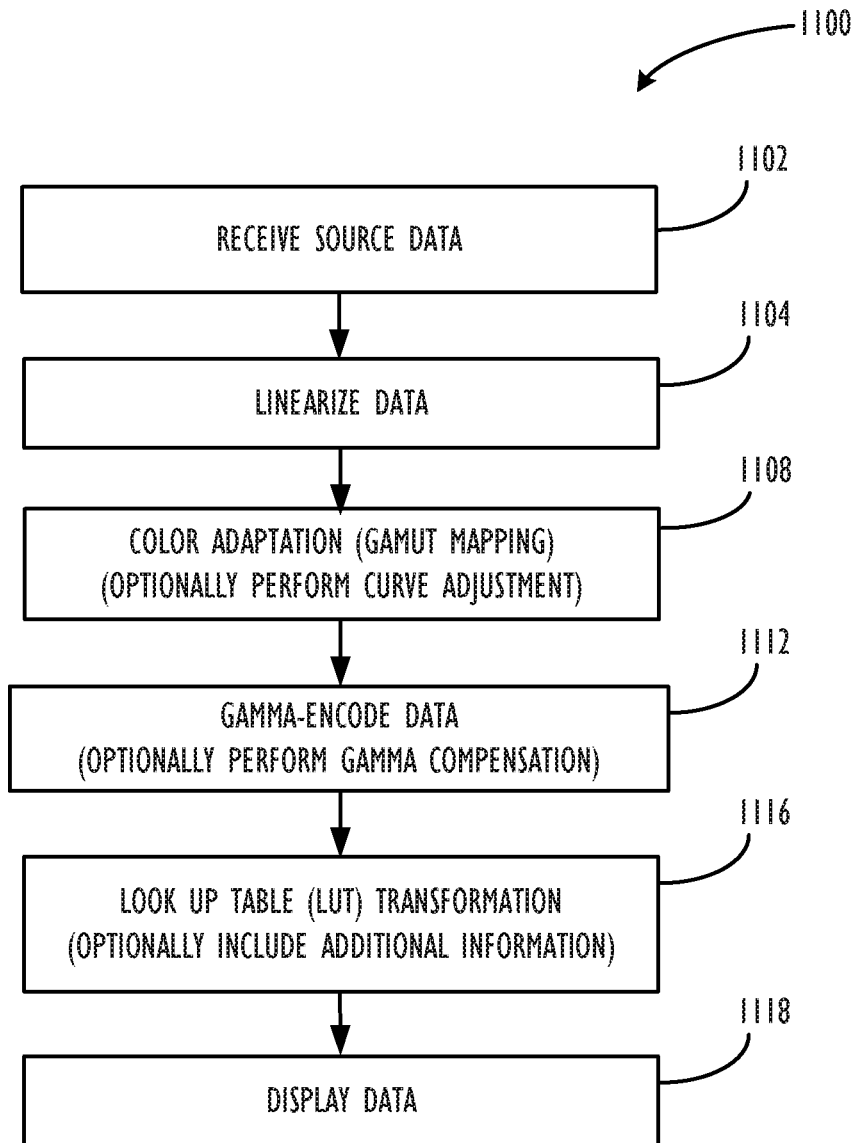 1100
1102
RECEIVE SOURCE DATA
1104
LINEARIZE DATA
1108
COLOR ADAPTATION (GAMUT MAPPING)
(OPTIONALLY PERFORM CURVE ADJUSTMENT)
1112
GAMMA-ENCODE DATA
(OPTIONALLY PERFORM GAMMA COMPENSATION)
1116
LOOK UP TABLE (LUT) TRANSFORMATION
(OPTIONALLY INCLUDE ADDITIONAL INFORMATION)
1118
DISPLAY DATA